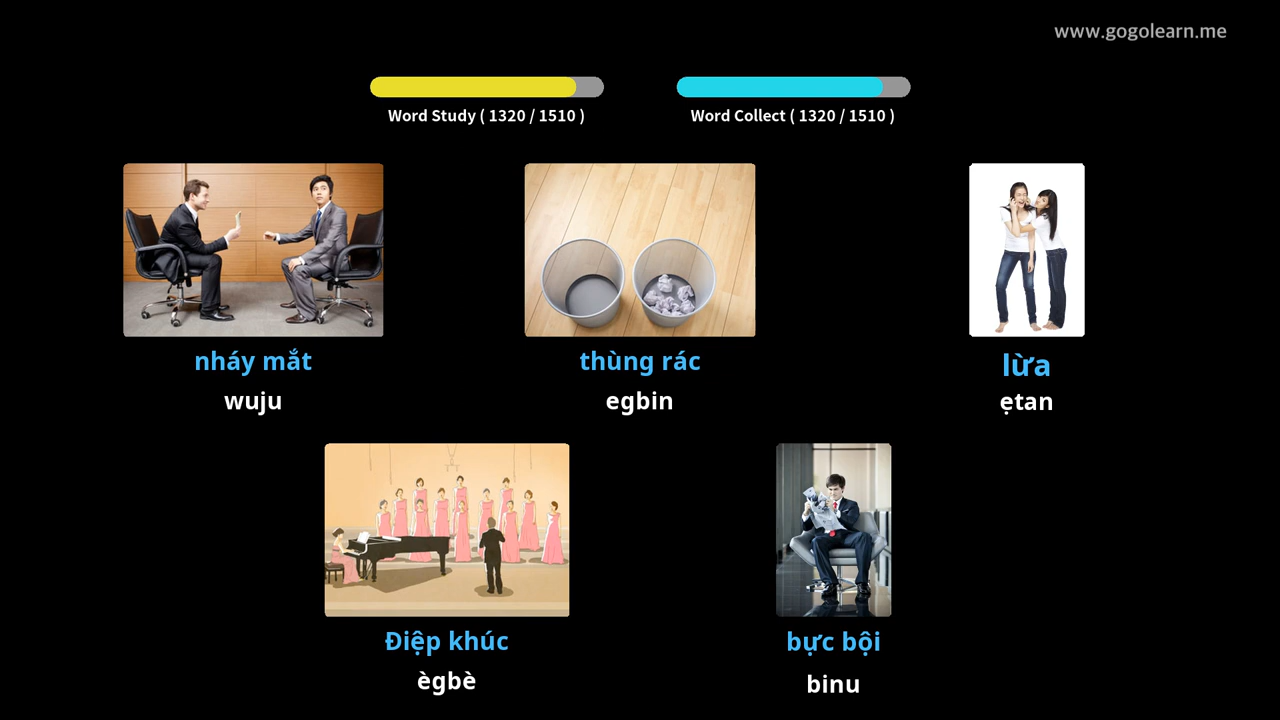 www.gogolearn.me
Word Study ( 1320 / 1510 )
Word Collect ( 1320 / 1510 )
nháy mắt
wuju
thùng rác
egbin
lừa
ẹtan
Điệp khúc
ègbè
bực bội
binu